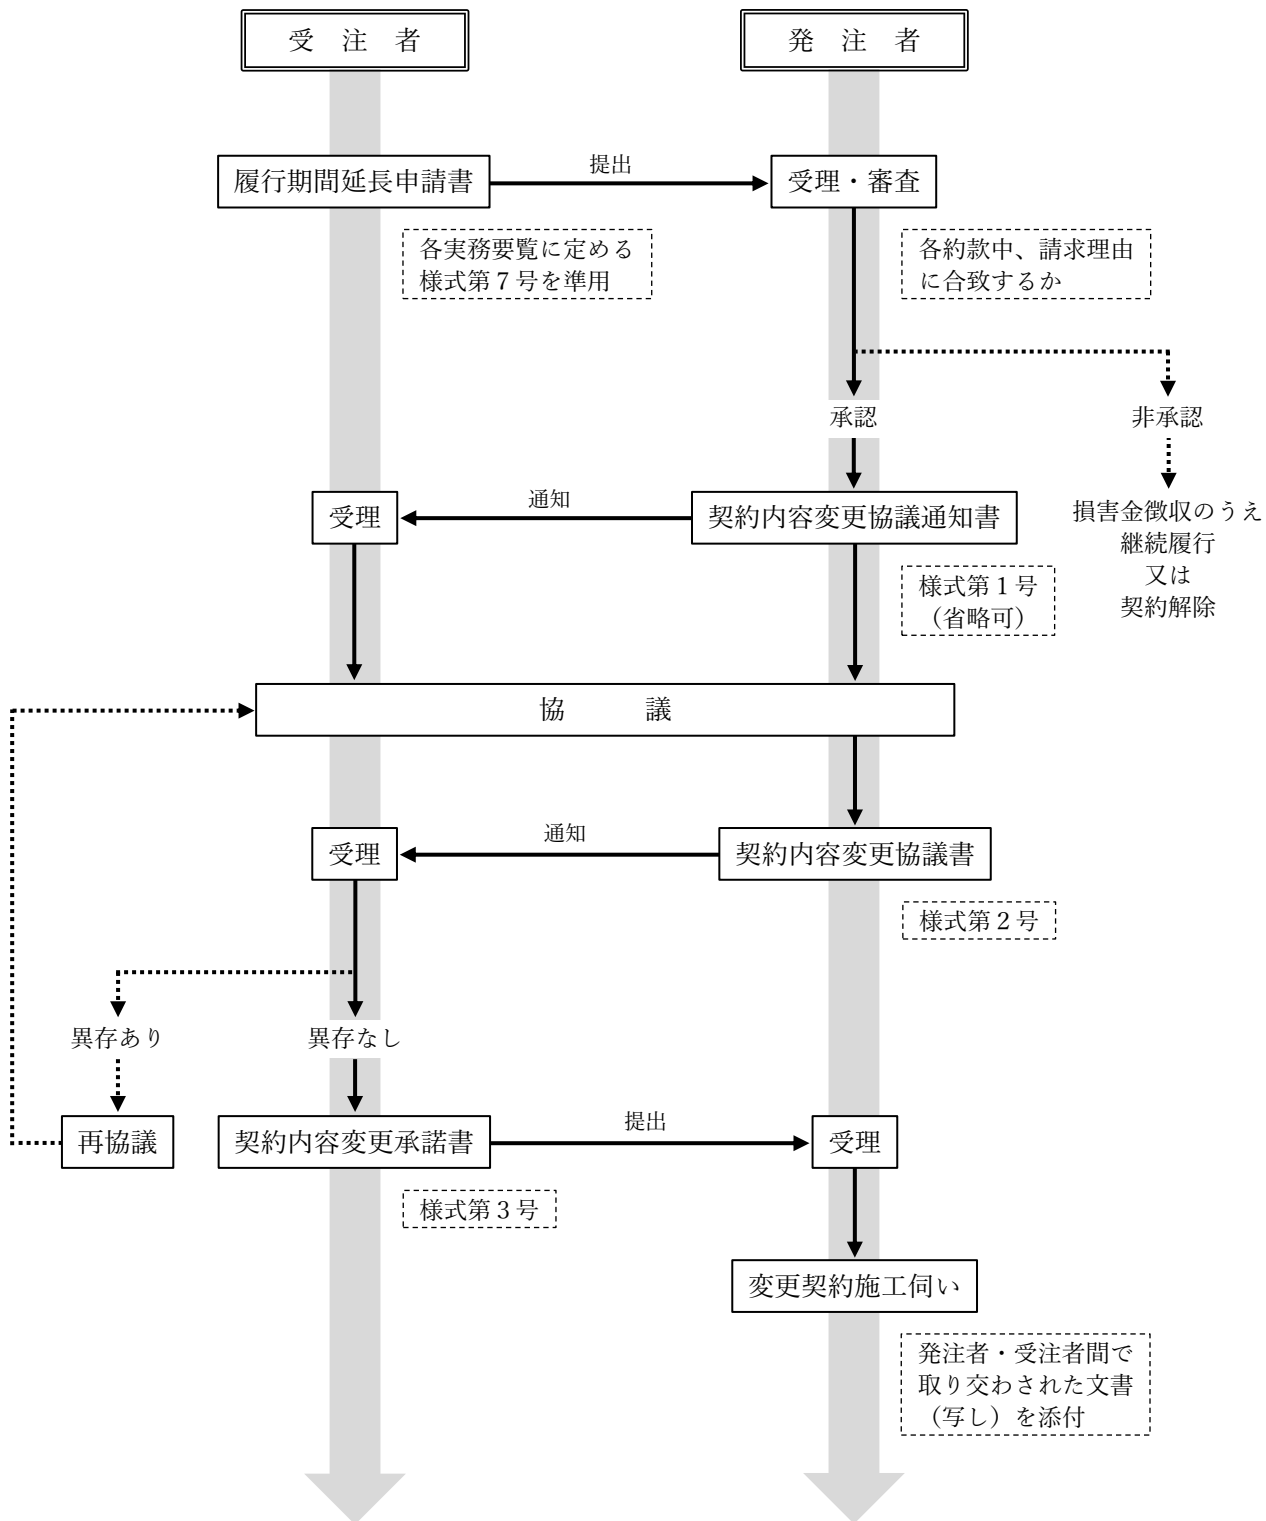 受　注　者
発　注　者
履行期間延長申請書
提出
受理・審査
各実務要覧に定める
様式第７号を準用
各約款中、請求理由
に合致するか
承認
非承認
受理
通知
契約内容変更協議通知書
損害金徴収のうえ
継続履行
又は
契約解除
様式第１号
（省略可）
協　　　議
受理
通知
契約内容変更協議書
様式第２号
異存あり
異存なし
再協議
契約内容変更承諾書
提出
受理
様式第３号
変更契約施工伺い
発注者・受注者間で
取り交わされた文書
（写し）を添付